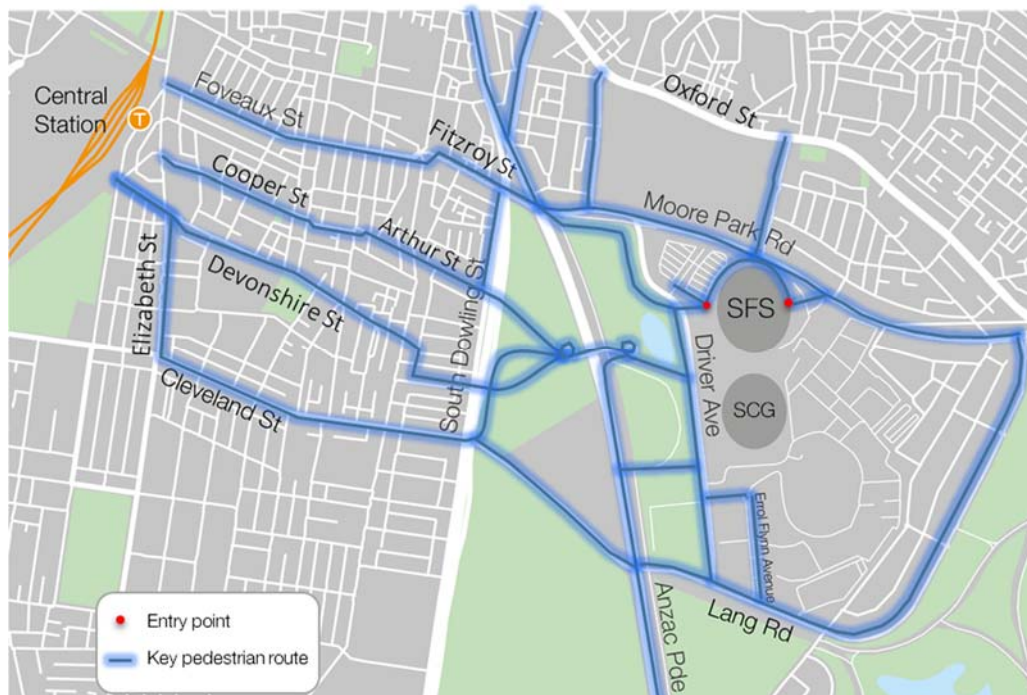 Central
Station
T
Foveaux St
Oxford St
Fitzroy St
Cooper St
Moore Park Rd
Arthur St
Elizabeth St
Devonshire St
South Dowling St
SFS
Driver Ave
SCG
Cleveland St
Errol Flynn Avenue
Lang Rd
Anzac Pde
Entry point
Key pedestrian route